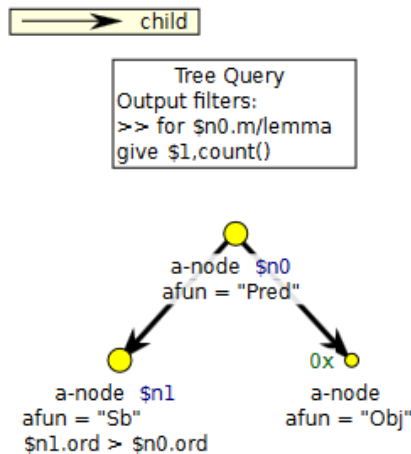 child
Tree Query
Output filters:
>> for $n0.m/lemma
give $1,count()
a-node $n0
afun = "Pred"
0x
a-node $n1
afun = "Sb"
$n1.ord > $n0.ord
a-node
afun = "Obj"